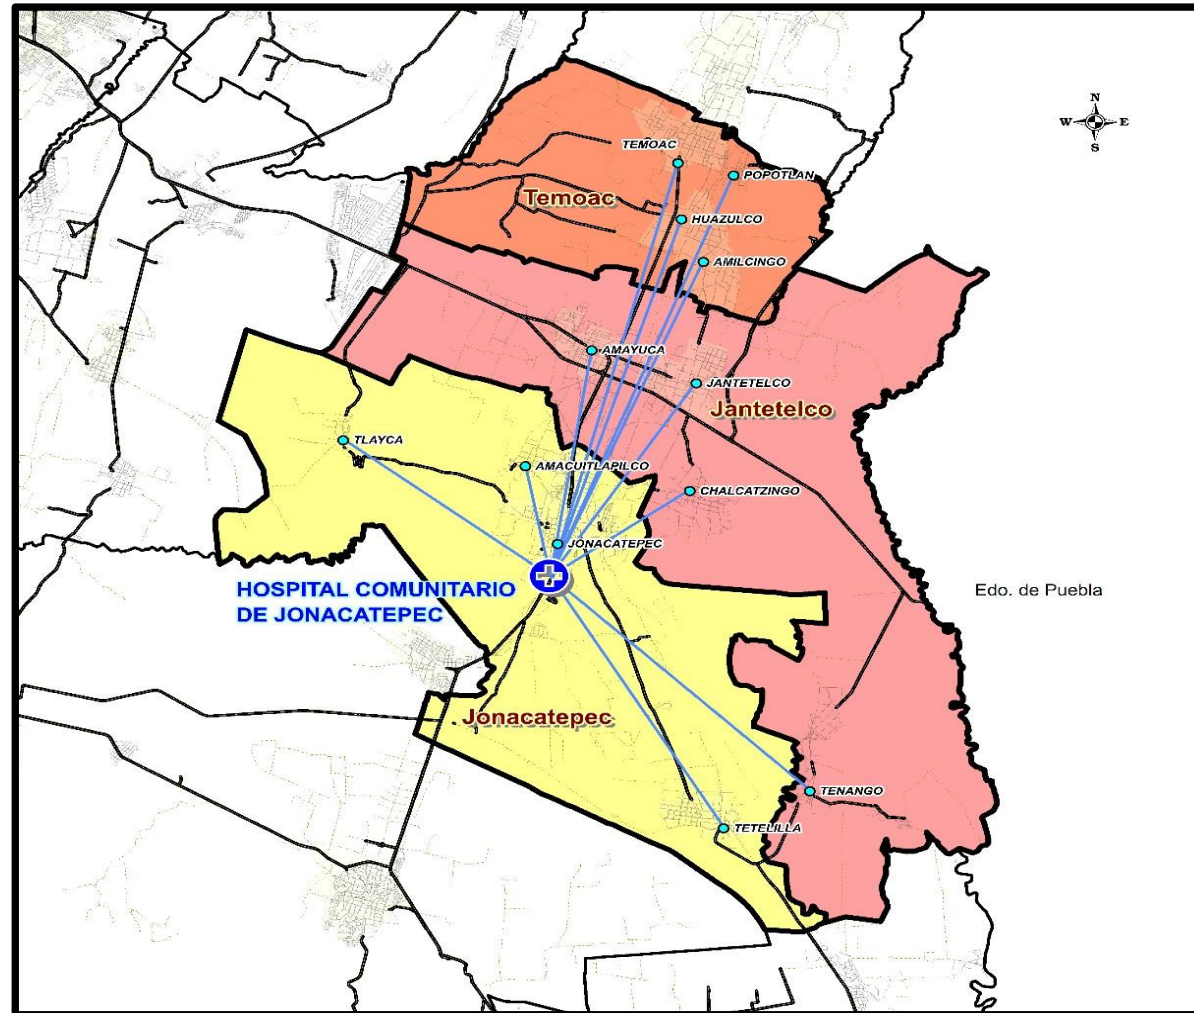 N
W E
S
TEMOAC
POPOTLAN
Temoac
HUAZULCO
AMILCINGO
AMAYUCA
JANTETELCO
Jantetelco
TLAYCA
AMACUITLAPILCO
CHALCATZINGO
JONACATEPEC
HOSPITAL COMUNITARIO
DE JONACATEPEC
Edo. de Puebla
Jonacatepec
TENANGO
TETELILLA